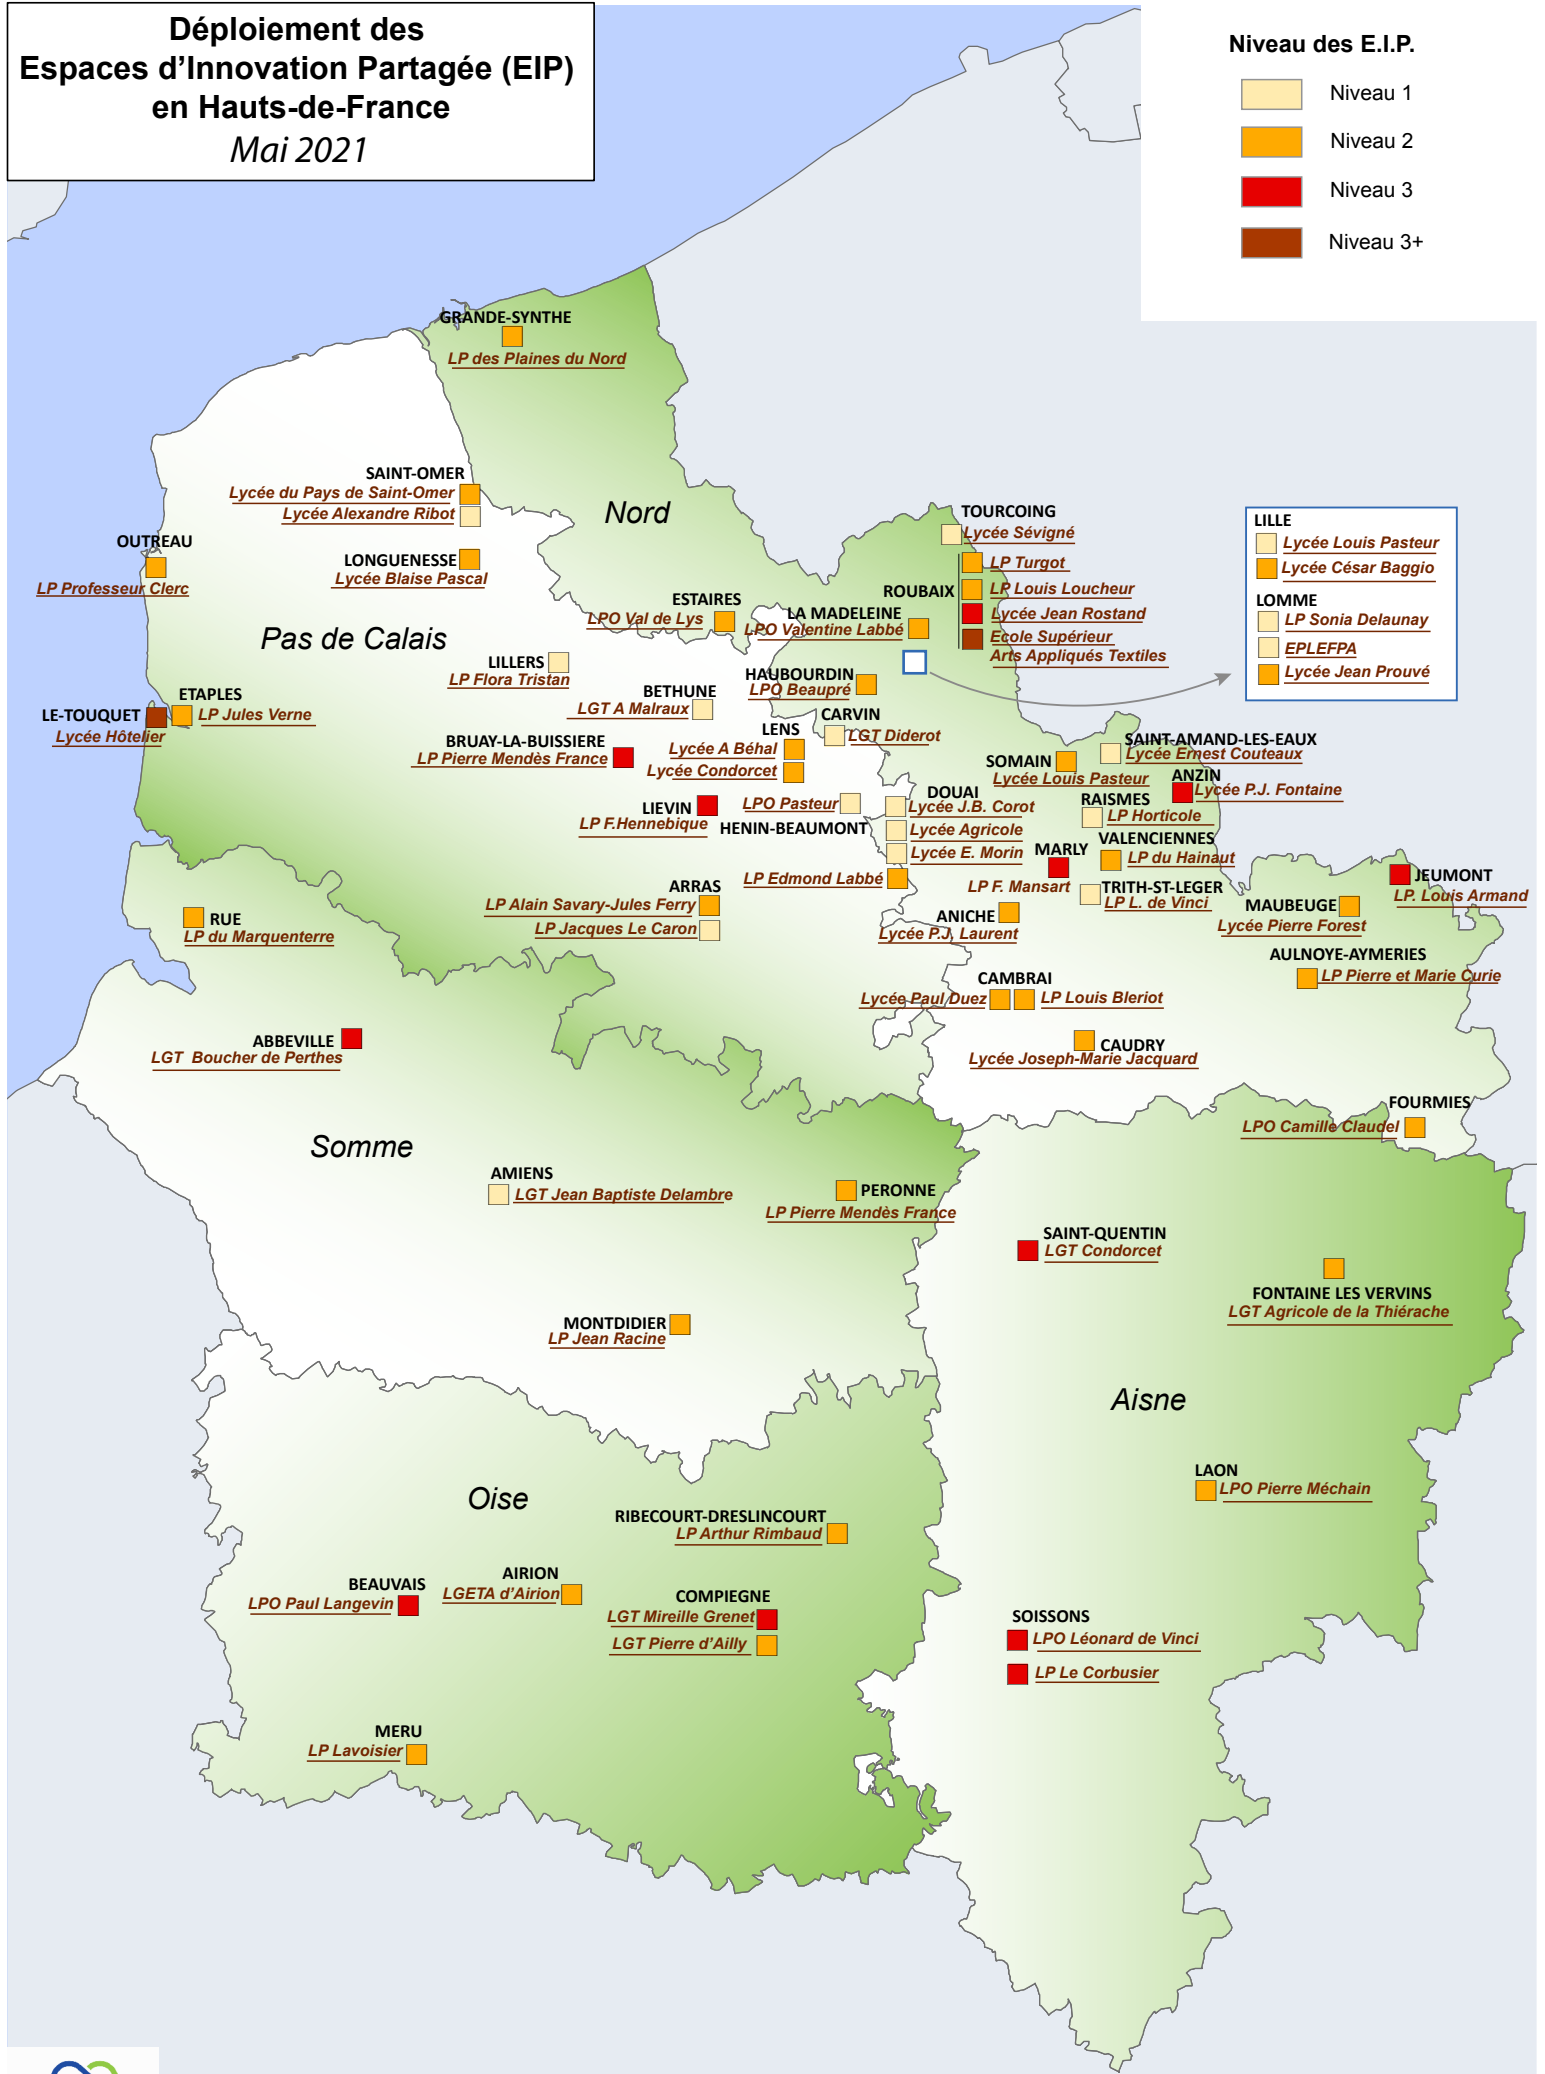 Déploiement des
Espaces d’Innovation Partagée (EIP)
en Hauts-de-France
Mai 2021
Niveau des E.I.P.
Niveau 1
Niveau 2
Niveau 3
Niveau 3+
GRANDE-SYNTHE
LP des Plaines du Nord
SAINT-OMER
Lycée du Pays de Saint-Omer
Lycée Alexandre Ribot
Nord
OUTREAU
LP Professeur Clerc
LONGUENESSE
Lycée Blaise Pascal
TOURCOING
Lycée Sévigné
ROUBAIX
LP Turgot
LP Louis Loucheur
Lycée Jean Rostand
Ecole Supérieur
Arts Appliqués Textiles
LILLE
Lycée Louis Pasteur
Lycée César Baggio
LOMME
LP Sonia Delaunay
EPLEFPA
Lycée Jean Prouvé
ESTAIRES
LPO Val de Lys
LA MADELEINE
LPO Valentine Labbé
Pas de Calais
LILLERS
LP Flora Tristan
HAUBOURDIN
LPO Beaupré
ETAPLES
LP Jules Verne
LE-TOUQUET
Lycée Hôtelier
BETHUNE
LGT A Malraux
CARVIN
LGT Diderot
BRUAY-LA-BUISSIERE
LP Pierre Mendès France
LENS
Lycée A Béhal
Lycée Condorcet
SAINT-AMAND-LES-EAUX
Lycée Ernest Couteaux
SOMAIN
Lycée Louis Pasteur
ANZIN
Lycée P.J. Fontaine
LIEVIN
LP F.Hennebique
LPO Pasteur
HENIN-BEAUMONT
DOUAI
Lycée J.B. Corot
Lycée Agricole
Lycée E. Morin
LP Edmond Labbé
RAISMES
LP Horticole
VALENCIENNES
LP du Hainaut
MARLY
LP F. Mansart
TRITH-ST-LEGER
LP L. de Vinci
JEUMONT
LP. Louis Armand
MAUBEUGE
Lycée Pierre Forest
ARRAS
LP Alain Savary-Jules Ferry
LP Jacques Le Caron
ANICHE
Lycée P.J. Laurent
RUE
LP du Marquenterre
AULNOYE-AYMERIES
LP Pierre et Marie Curie
CAMBRAI
Lycée Paul Duez
LP Louis Bleriot
ABBEVILLE
LGT Boucher de Perthes
CAUDRY
Lycée Joseph-Marie Jacquard
FOURMIES
LPO Camille Claudel
Somme
AMIENS
LGT Jean Baptiste Delambre
PERONNE
LP Pierre Mendès France
SAINT-QUENTIN
LGT Condorcet
FONTAINE LES VERVINS
LGT Agricole de la Thiérache
MONTDIDIER
LP Jean Racine
Aisne
LAON
LPO Pierre Méchain
Oise
RIBECOURT-DRESLINCOURT
LP Arthur Rimbaud
AIRION
LGETA d’Airion
BEAUVAIS
LPO Paul Langevin
COMPIEGNE
LGT Mireille Grenet
LGT Pierre d’Ailly
SOISSONS
LPO Léonard de Vinci
LP Le Corbusier
MERU
LP Lavoisier